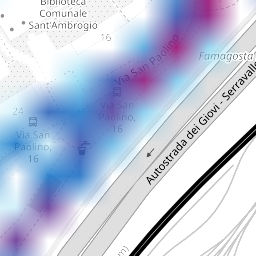 Biblioteca
Comunale
Sant'Ambrogio
16
Via San Paolino
Famagosta
24
Via San
Paolino,
16
Via San
Paolino,
16
Autostrada dei Giovi - Serravalle